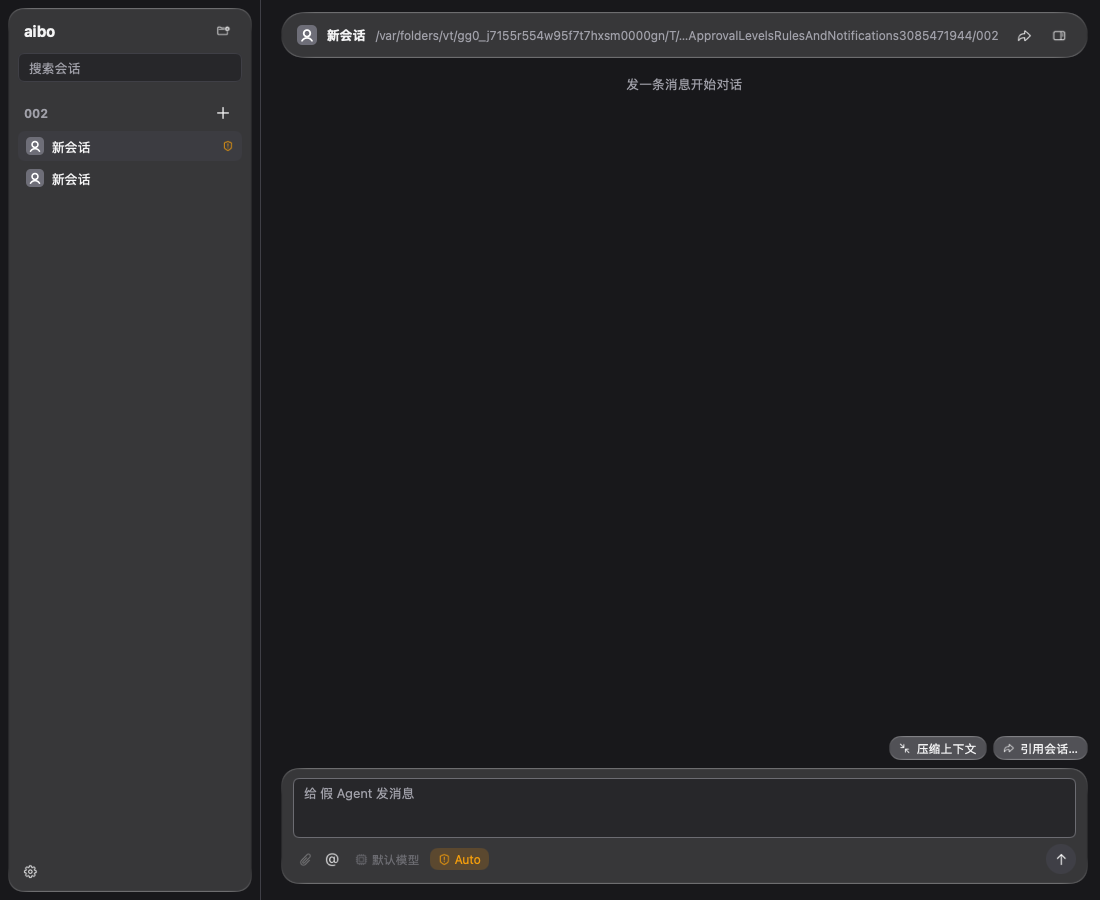 aibo
搜索会话
002
新会话
新会话
新会话 /var/folders/vt/gg0_j7155r554w95f7t7hxsm0000gn/T/...ApprovalLevelsRulesAndNotifications3085471944/002
发一条消息开始对话
压缩上下文
引用会话...
给 假 Agent 发消息
@ 默认模型 Auto